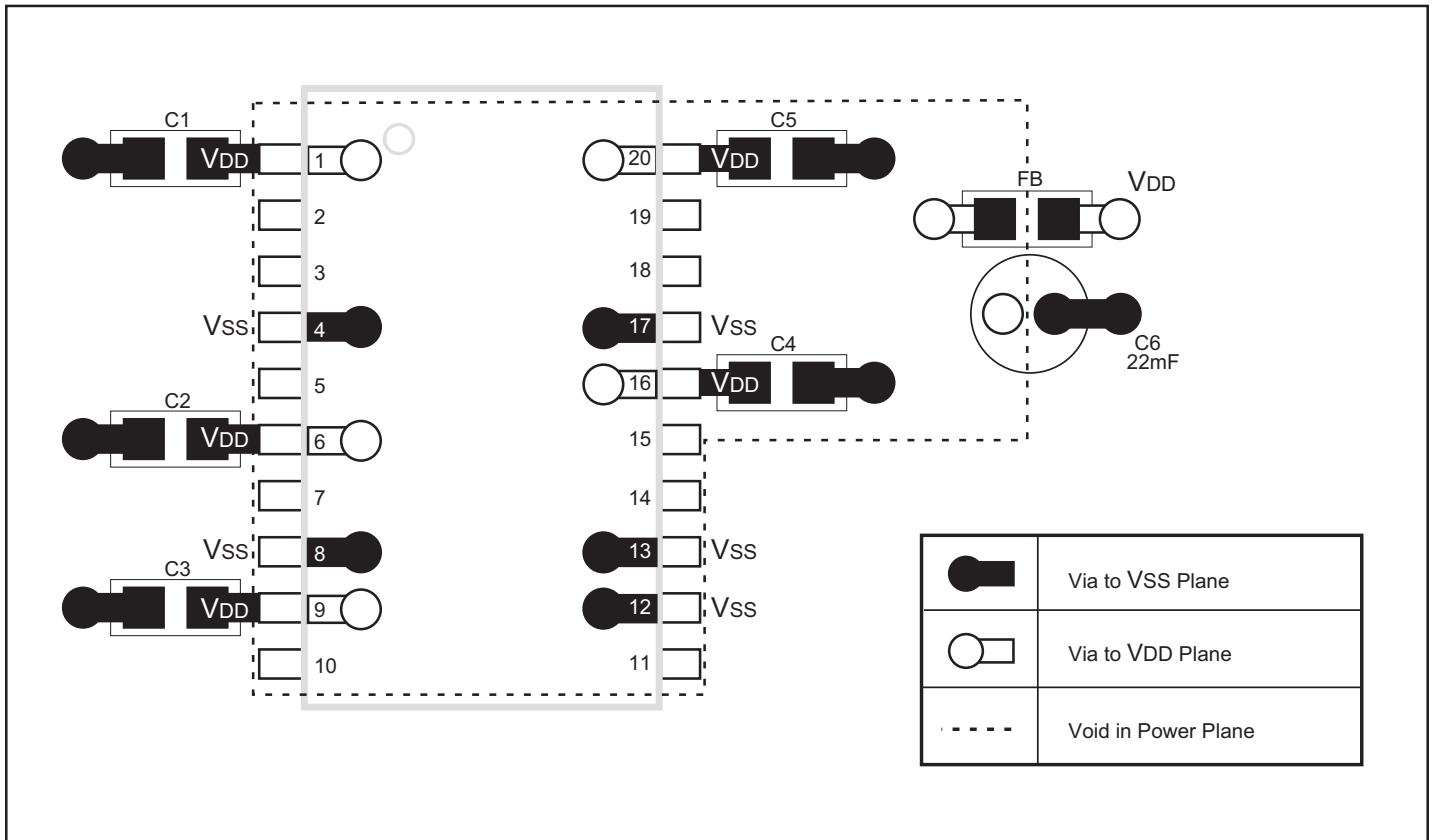 C1
C5
VDD
1
20
VDD
FB
VDD
2
19
3
18
VSS
4
17
VSS
C6
22mF
C4
5
16
VDD
C2
VDD
6
15
7
14
VSS
8
13
VSS
C3
VDD
9
12
VSS
10
11
Via to VSS Plane
Via to VDD Plane
Void in Power Plane